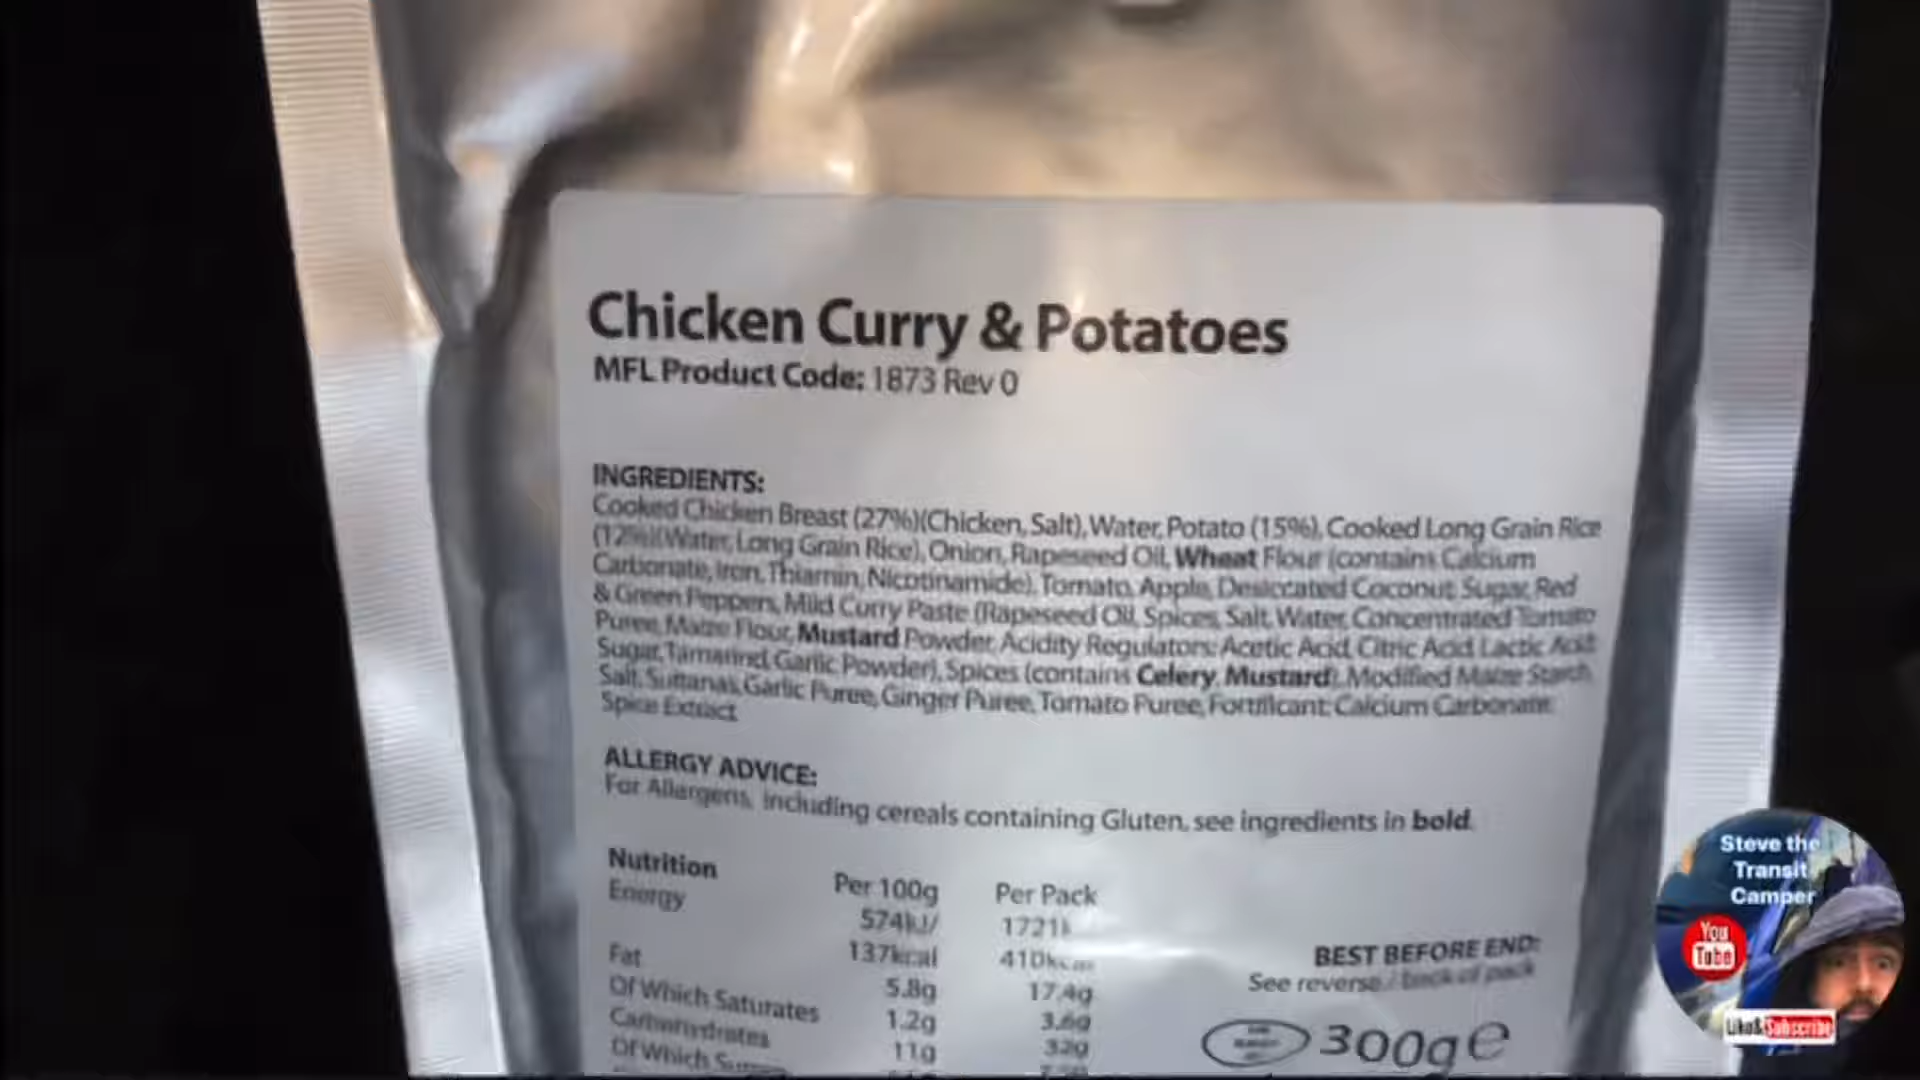 Chicken Curry & Potatoes
MFL Product Code: 1873 Rev 0
INGREDIENTS:
Cooked Chicken Breast (27%)(Chicken, Salt), Water, Potato (15%), Cooked Long Grain Rice
(12%)(Water, Long Grain Rice), Onion, Rapeseed Oil, Wheat Flour (contains Calcium
Carbonate, Iron, Thiamin, Nicotinamide), Tomato, Apple, Desiccated Coconut, Sugar, Red
& Green Peppers, Mild Curry Paste (Rapeseed Oil, Spices, Salt, Water, Concentrated Tomato
Puree, Maize Flour, Mustard Powder, Acidity Regulators: Acetic Acid, Citric Acid, Lactic Acid,
Sugar, Tamarind, Garlic Powder), Spices (contains Celery, Mustard), Modified Maize Starch,
Salt, Sultanas, Garlic Puree, Ginger Puree, Tomato Puree, Fortificant: Calcium Carbonate,
Spice Extract
ALLERGY ADVICE:
For Allergens, including cereals containing Gluten, see ingredients in bold.
Nutrition Per 100g Per Pack
Energy 574kJ/ 1721k
137kcal 410kcal
Fat 5.8g 17.4g
Of Which Saturates 1.2g 3.6g
Carbohydrates 11g 32g
Of Which
BEST BEFORE END:
See reverse / back of pack
300g e
Steve the
Transit
Camper
You
Tube
Like& Subscribe